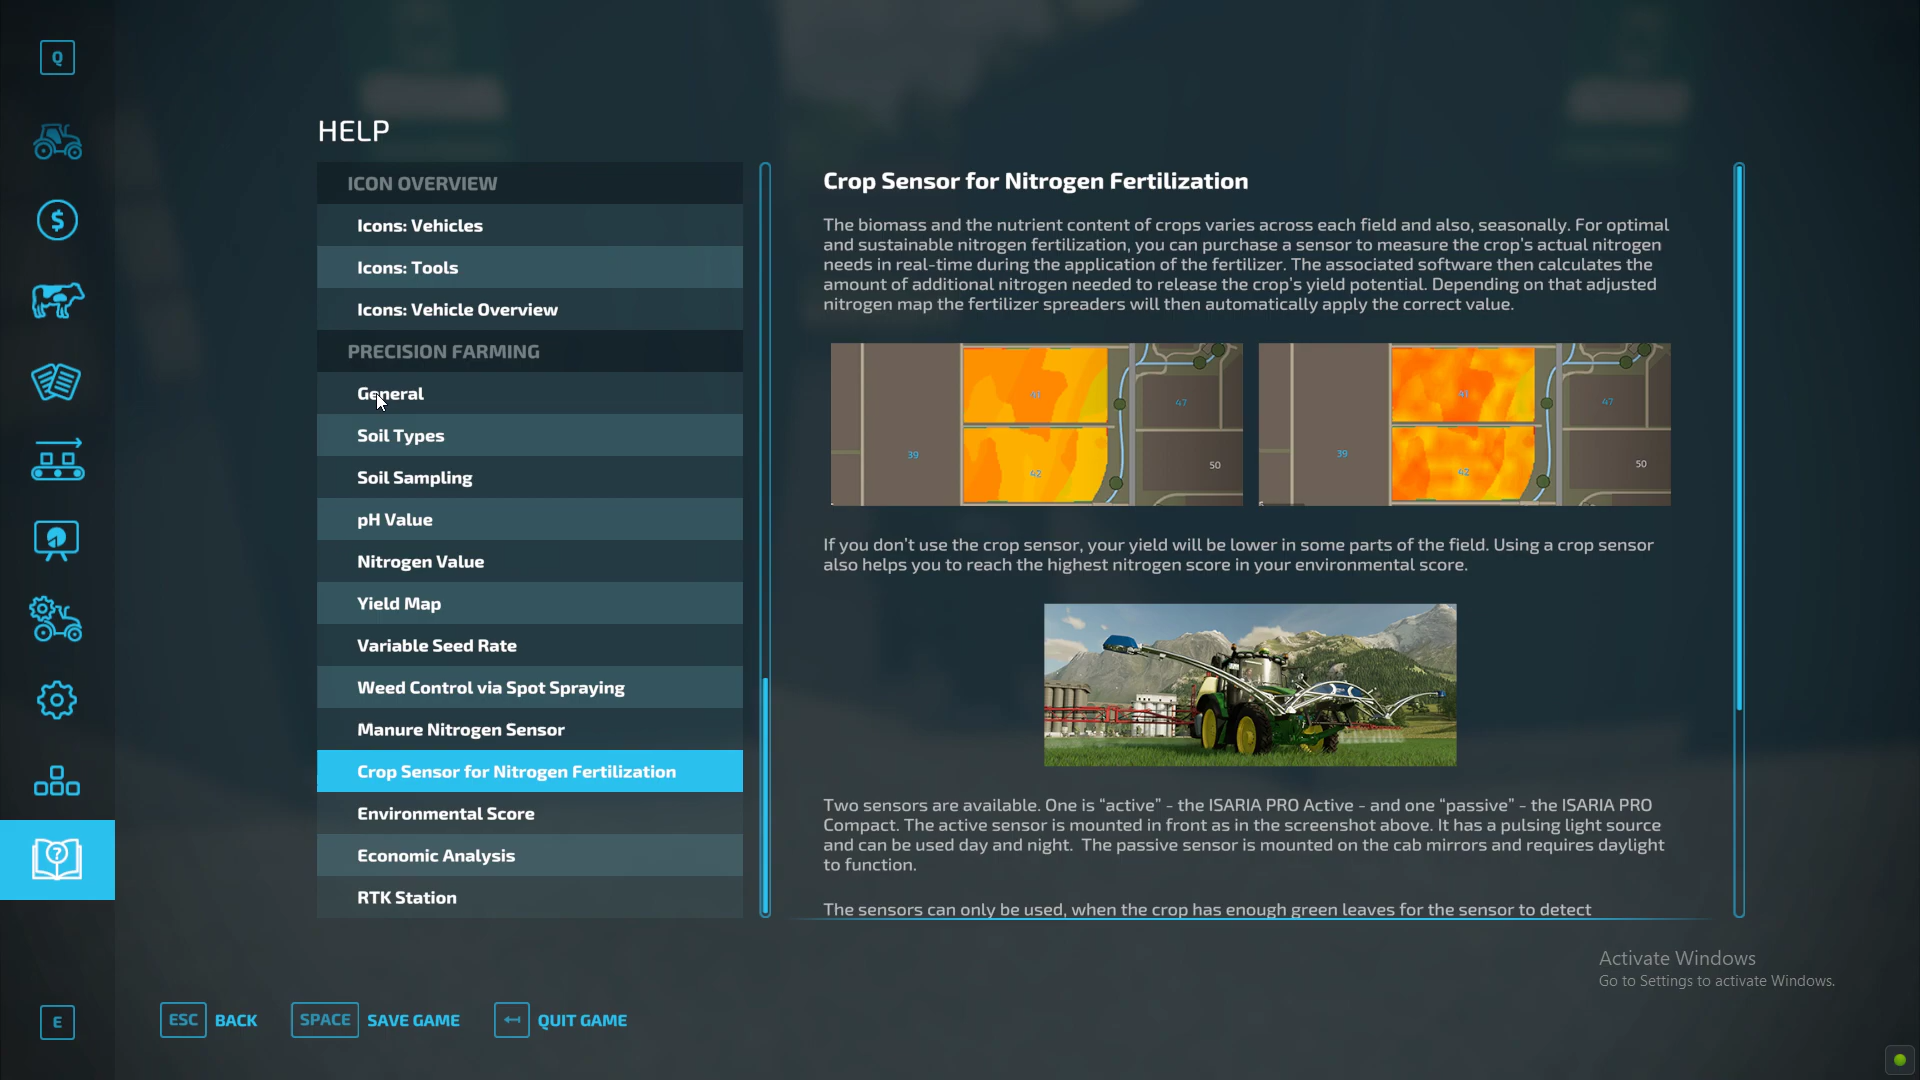 Q
HELP
ICON OVERVIEW
Icons: Vehicles
Icons: Tools
Icons: Vehicle Overview
PRECISION FARMING
General
Soil Types
Soil Sampling
pH Value
Nitrogen Value
Yield Map
Variable Seed Rate
Weed Control via Spot Spraying
Manure Nitrogen Sensor
Crop Sensor for Nitrogen Fertilization
Environmental Score
Economic Analysis
RTK Station
Crop Sensor for Nitrogen Fertilization
The biomass and the nutrient content of crops varies across each field and also, seasonally. For optimal
and sustainable nitrogen fertilization, you can purchase a sensor to measure the crop's actual nitrogen
needs in real-time during the application of the fertilizer. The associated software then calculates the
amount of additional nitrogen needed to release the crop's yield potential. Depending on that adjusted
nitrogen map the fertilizer spreaders will then automatically apply the correct value.
41 47
39 42 50
41 47
39 42 50
If you don't use the crop sensor, your yield will be lower in some parts of the field. Using a crop sensor
also helps you to reach the highest nitrogen score in your environmental score.
Two sensors are available. One is "active" - the ISARIA PRO Active - and one "passive" - the ISARIA PRO
Compact. The active sensor is mounted in front as in the screenshot above. It has a pulsing light source
and can be used day and night. The passive sensor is mounted on the cab mirrors and requires daylight
to function.
The sensors can only be used, when the crop has enough green leaves for the sensor to detect
Activate Windows
Go to Settings to activate Windows.
E
ESC BACK SPACE SAVE GAME QUIT GAME